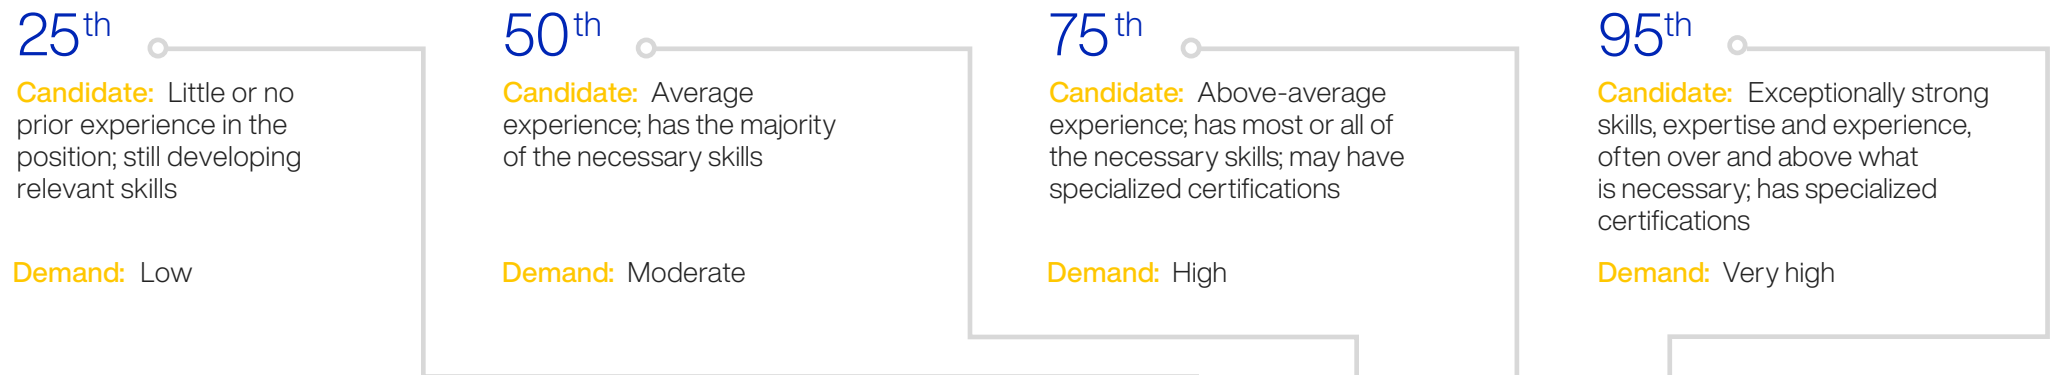 25th
Candidate: Little or no
prior experience in the
position; still developing
relevant skills
Demand: Low
50th
Candidate: Average
experience; has the majority
of the necessary skills
Demand: Moderate
75th
Candidate: Above-average
experience; has most or all of
the necessary skills; may have
specialized certifications
Demand: High
95th
Candidate: Exceptionally strong
skills, expertise and experience,
often over and above what
is necessary; has specialized
certifications
Demand: Very high